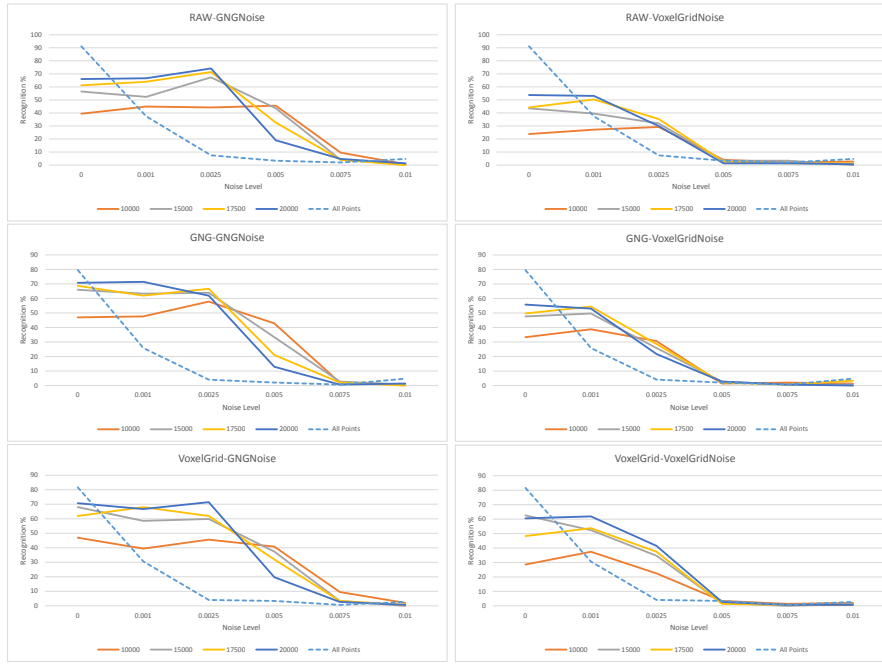 RAW-GNGNoise
100
90
80
70
60
50
40
30
20
10
0
Recognition %
0 0.001 0.0025 0.005 0.0075 0.01
Noise Level
10000 15000 17500 20000 All Points
RAW-VoxelGridNoise
100
90
80
70
60
50
40
30
20
10
0
Recognition %
0 0.001 0.0025 0.005 0.0075 0.01
Noise Level
10000 15000 17500 20000 All Points
GNG-GNGNoise
90
80
70
60
50
40
30
20
10
0
Recognition %
0 0.001 0.0025 0.005 0.0075 0.01
Noise Level
10000 15000 17500 20000 All Points
GNG-VoxelGridNoise
90
80
70
60
50
40
30
20
10
0
Recognition %
0 0.001 0.0025 0.005 0.0075 0.01
Noise Level
10000 15000 17500 20000 All Points
VoxelGrid-GNGNoise
90
80
70
60
50
40
30
20
10
0
Recognition %
0 0.001 0.0025 0.005 0.0075 0.01
Noise Level
10000 15000 17500 20000 All Points
VoxelGrid-VoxelGridNoise
90
80
70
60
50
40
30
20
10
0
Recognition %
0 0.001 0.0025 0.005 0.0075 0.01
Noise Level
10000 15000 17500 20000 All Points